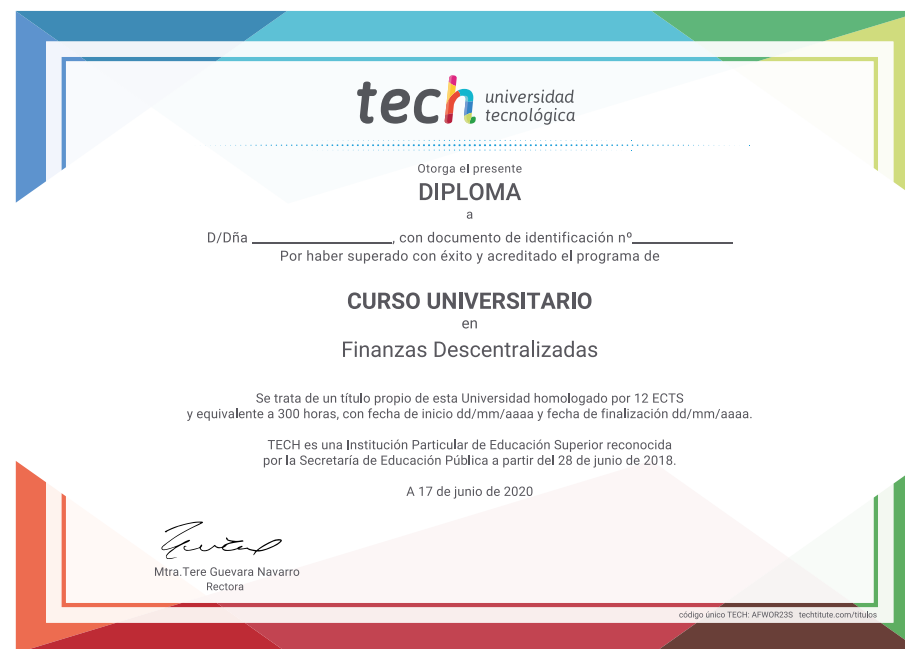 tech universidad
tecnológica
Otorga el presente
DIPLOMA
a
D/Dña ____________________, con documento de identificación nº______________
Por haber superado con éxito y acreditado el programa de
CURSO UNIVERSITARIO
en
Finanzas Descentralizadas
Se trata de un título propio de esta Universidad homologado por 12 ECTS
y equivalente a 300 horas, con fecha de inicio dd/mm/aaaa y fecha de finalización dd/mm/aaaa.
TECH es una Institución Particular de Educación Superior reconocida
por la Secretaría de Educación Pública a partir del 28 de junio de 2018.
A 17 de junio de 2020
Mtra.Tere Guevara Navarro
Rectora
código único TECH: AFWOR23S techtitute.com/títulos